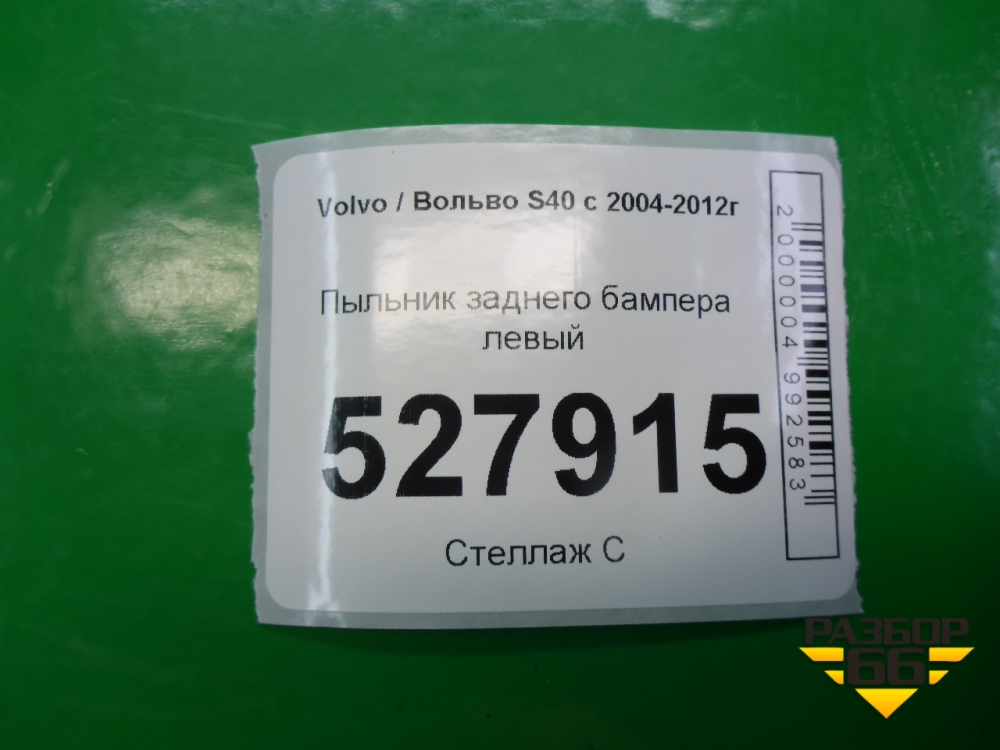 Volvo / Вольво S40 с 2004-2012г
Пыльник заднего бампера
левый
527915
Стеллаж С
2000004992583
РАЗБОР
66